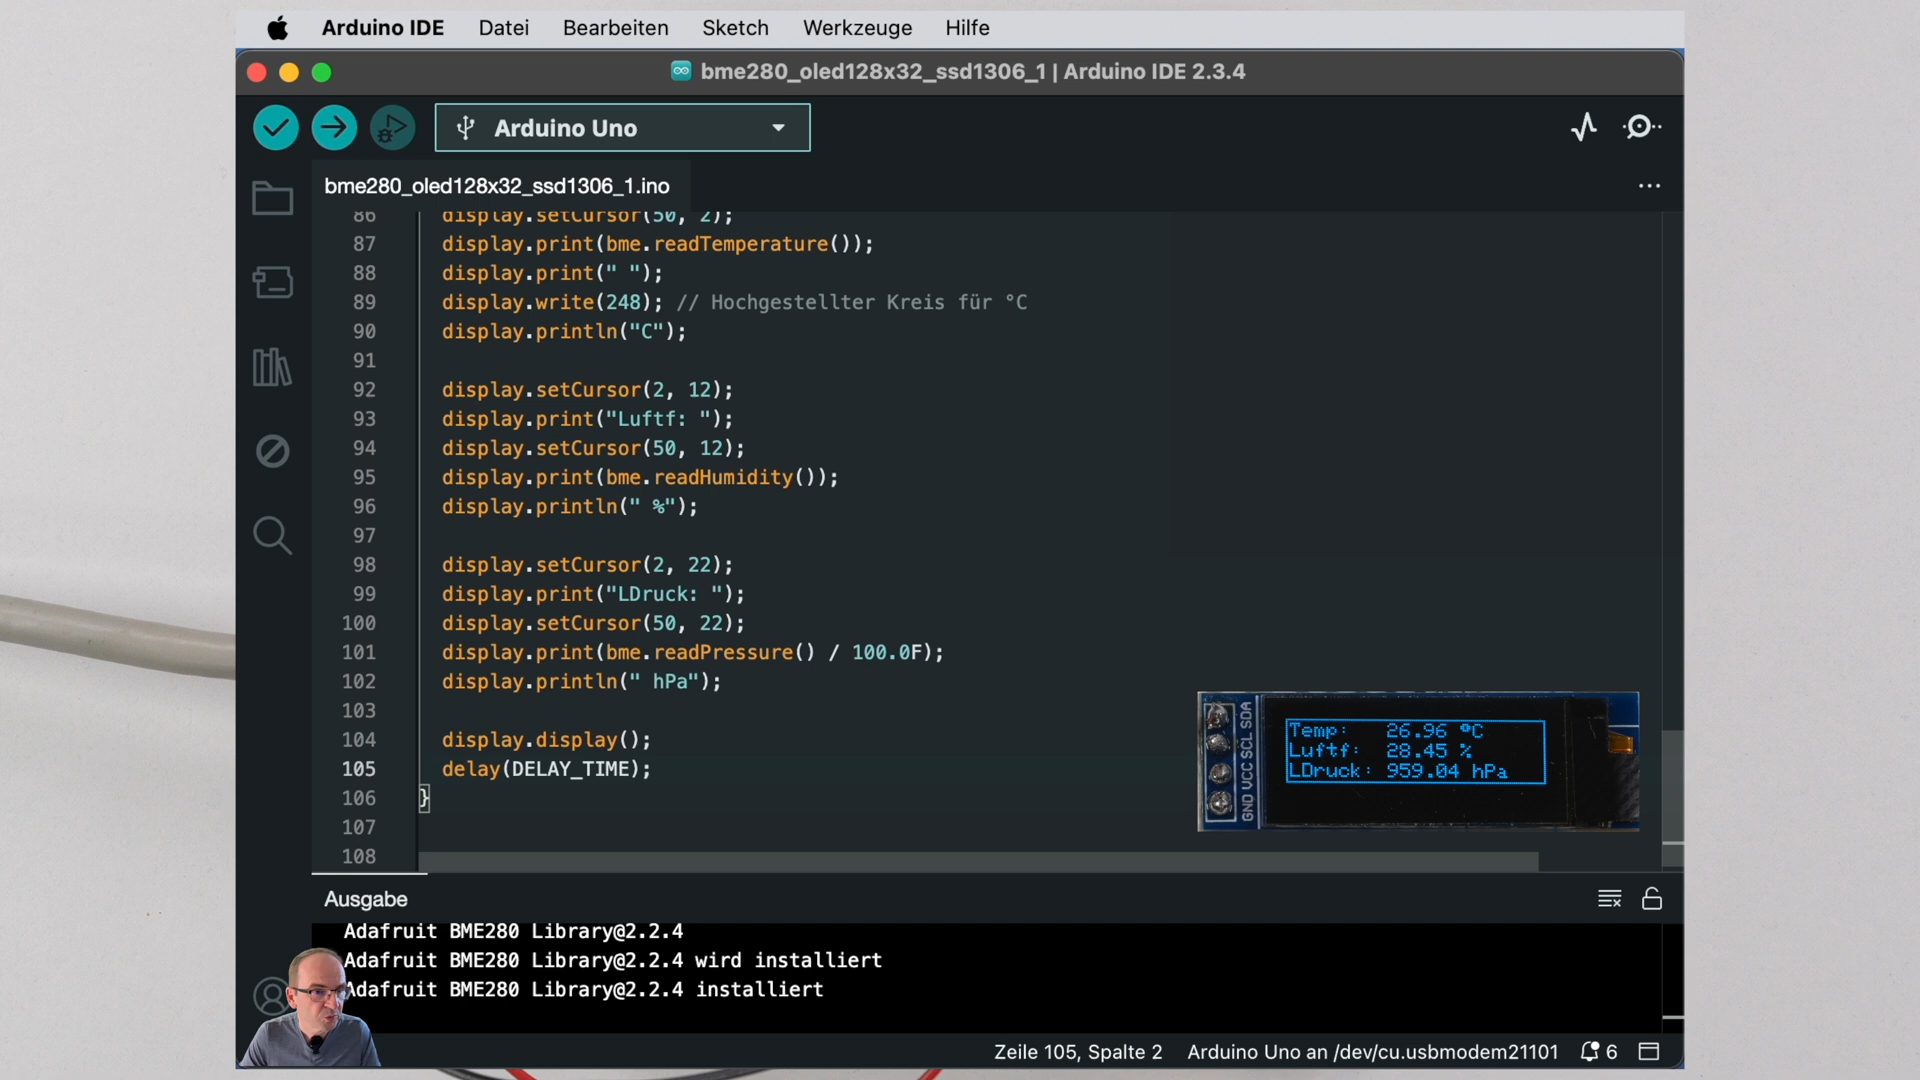 Arduino IDE Datei Bearbeiten Sketch Werkzeuge Hilfe
bme280_oled128x32_ssd1306_1 | Arduino IDE 2.3.4
Arduino Uno
bme280_oled128x32_ssd1306_1.ino
86 display.setCursor(50, 2);
87 display.print(bme.readTemperature());
88 display.print(" ");
89 display.write(248); // Hochgestellter Kreis für °C
90 display.println("C");
91
92 display.setCursor(2, 12);
93 display.print("Luftf: ");
94 display.setCursor(50, 12);
95 display.print(bme.readHumidity());
96 display.println(" %");
97
98 display.setCursor(2, 22);
99 display.print("LDruck: ");
100 display.setCursor(50, 22);
101 display.print(bme.readPressure() / 100.0F);
102 display.println(" hPa");
103
104 display.display();
105 delay(DELAY_TIME);
106 }
107
108
GND VCC SCL SDA
Temp: 26.96 °C
Luftf: 28.45 %
LDruck: 959.04 hPa
Ausgabe
Adafruit BME280 Library@2.2.4
Adafruit BME280 Library@2.2.4 wird installiert
Adafruit BME280 Library@2.2.4 installiert
Zeile 105, Spalte 2 Arduino Uno an /dev/cu.usbmodem21101 6